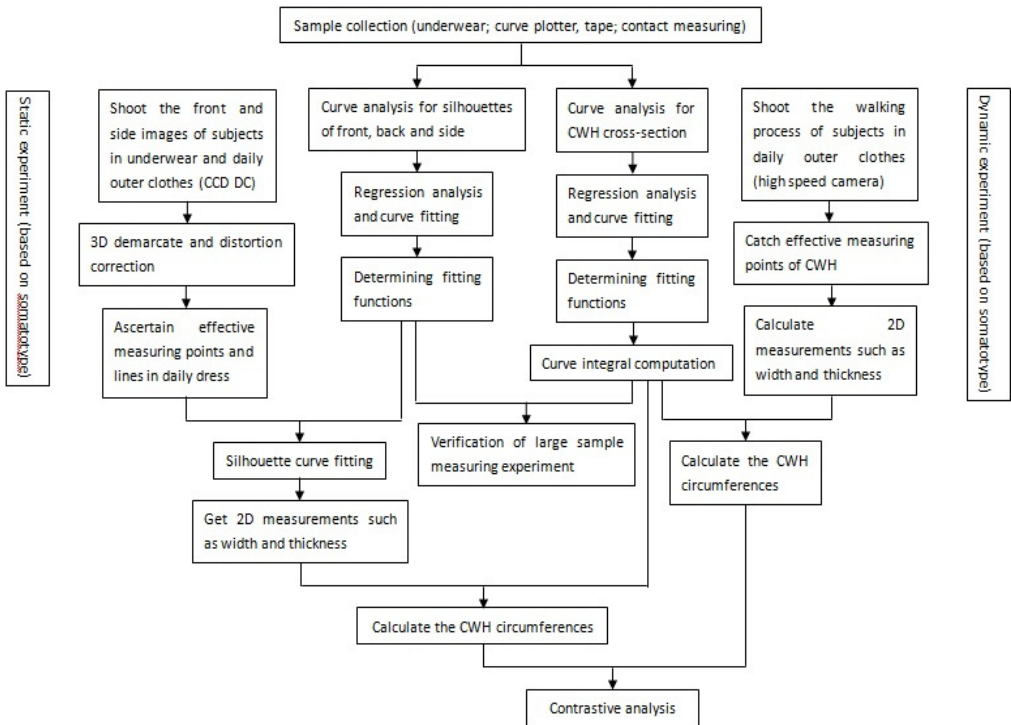 Sample collection (underwear; curve plotter, tape; contact measuring)
Static experiment (based on somatotype)
Shoot the front and
side images of subjects
in underwear and daily
outer clothes (CCD DC)
Curve analysis for silhouettes
of front, back and side
Curve analysis for
CWH cross-section
Shoot the walking
process of subjects in
daily outer clothes
(high speed camera)
Dynamic experiment (based on somatotype)
Regression analysis
and curve fitting
Regression analysis
and curve fitting
3D demarcate and distortion
correction
Catch effective measuring
points of CWH
Determining fitting
functions
Determining fitting
functions
Ascertain effective
measuring points and
lines in daily dress
Calculate 2D
measurements such as
width and thickness
Curve integral computation
Silhouette curve fitting
Verification of large sample
measuring experiment
Calculate the CWH
circumferences
Get 2D measurements such
as width and thickness
Calculate the CWH circumferences
Contrastive analysis